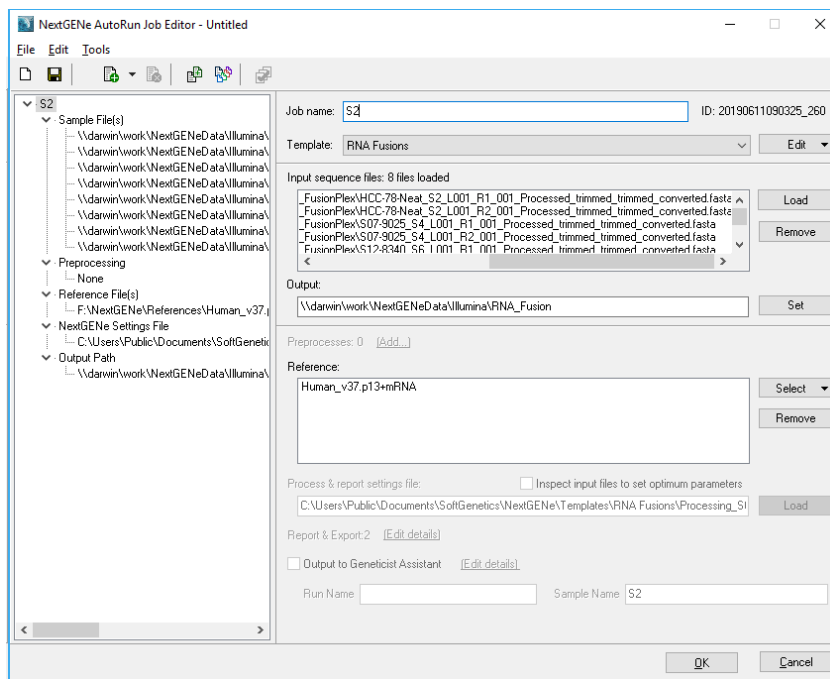 NextGENe AutoRun Job Editor - Untitled
File Edit Tools
S2
Sample File(s)
\\darwin\work\NextGENeData\Illumina\
\\darwin\work\NextGENeData\Illumina\
\\darwin\work\NextGENeData\Illumina\
\\darwin\work\NextGENeData\Illumina\
\\darwin\work\NextGENeData\Illumina\
\\darwin\work\NextGENeData\Illumina\
\\darwin\work\NextGENeData\Illumina\
\\darwin\work\NextGENeData\Illumina\
Preprocessing
None
Reference File(s)
F:\NextGENe\References\Human_v37.p
NextGENe Settings File
C:\Users\Public\Documents\SoftGenetic
Output Path
\\darwin\work\NextGENeData\Illumina\
Job name: S2 ID: 20190611090325_260
Template: RNA Fusions Edit
Input sequence files: 8 files loaded
_FusionPlex\HCC-78-Neat_S2_L001_R1_001_Processed_trimmed_trimmed_converted.fasta
_FusionPlex\HCC-78-Neat_S2_L001_R2_001_Processed_trimmed_trimmed_converted.fasta
_FusionPlex\S07-9025_S4_L001_R1_001_Processed_trimmed_trimmed_converted.fasta
_FusionPlex\S07-9025_S4_L001_R2_001_Processed_trimmed_trimmed_converted.fasta
_FusionPlex\S12-8340_S6_L001_R1_001_Processed_trimmed_trimmed_converted.fasta
Load
Remove
Output:
\\darwin\work\NextGENeData\Illumina\RNA_Fusion Set
Preprocesses: 0 [Add...]
Reference:
Human_v37.p13+mRNA
Select
Remove
Process & report settings file: Inspect input files to set optimum parameters
C:\Users\Public\Documents\SoftGenetics\NextGENe\Templates\RNA Fusions\Processing_S Load
Report & Export:2 [Edit details]
Output to Geneticist Assistant [Edit details]
Run Name Sample Name S2
OK Cancel